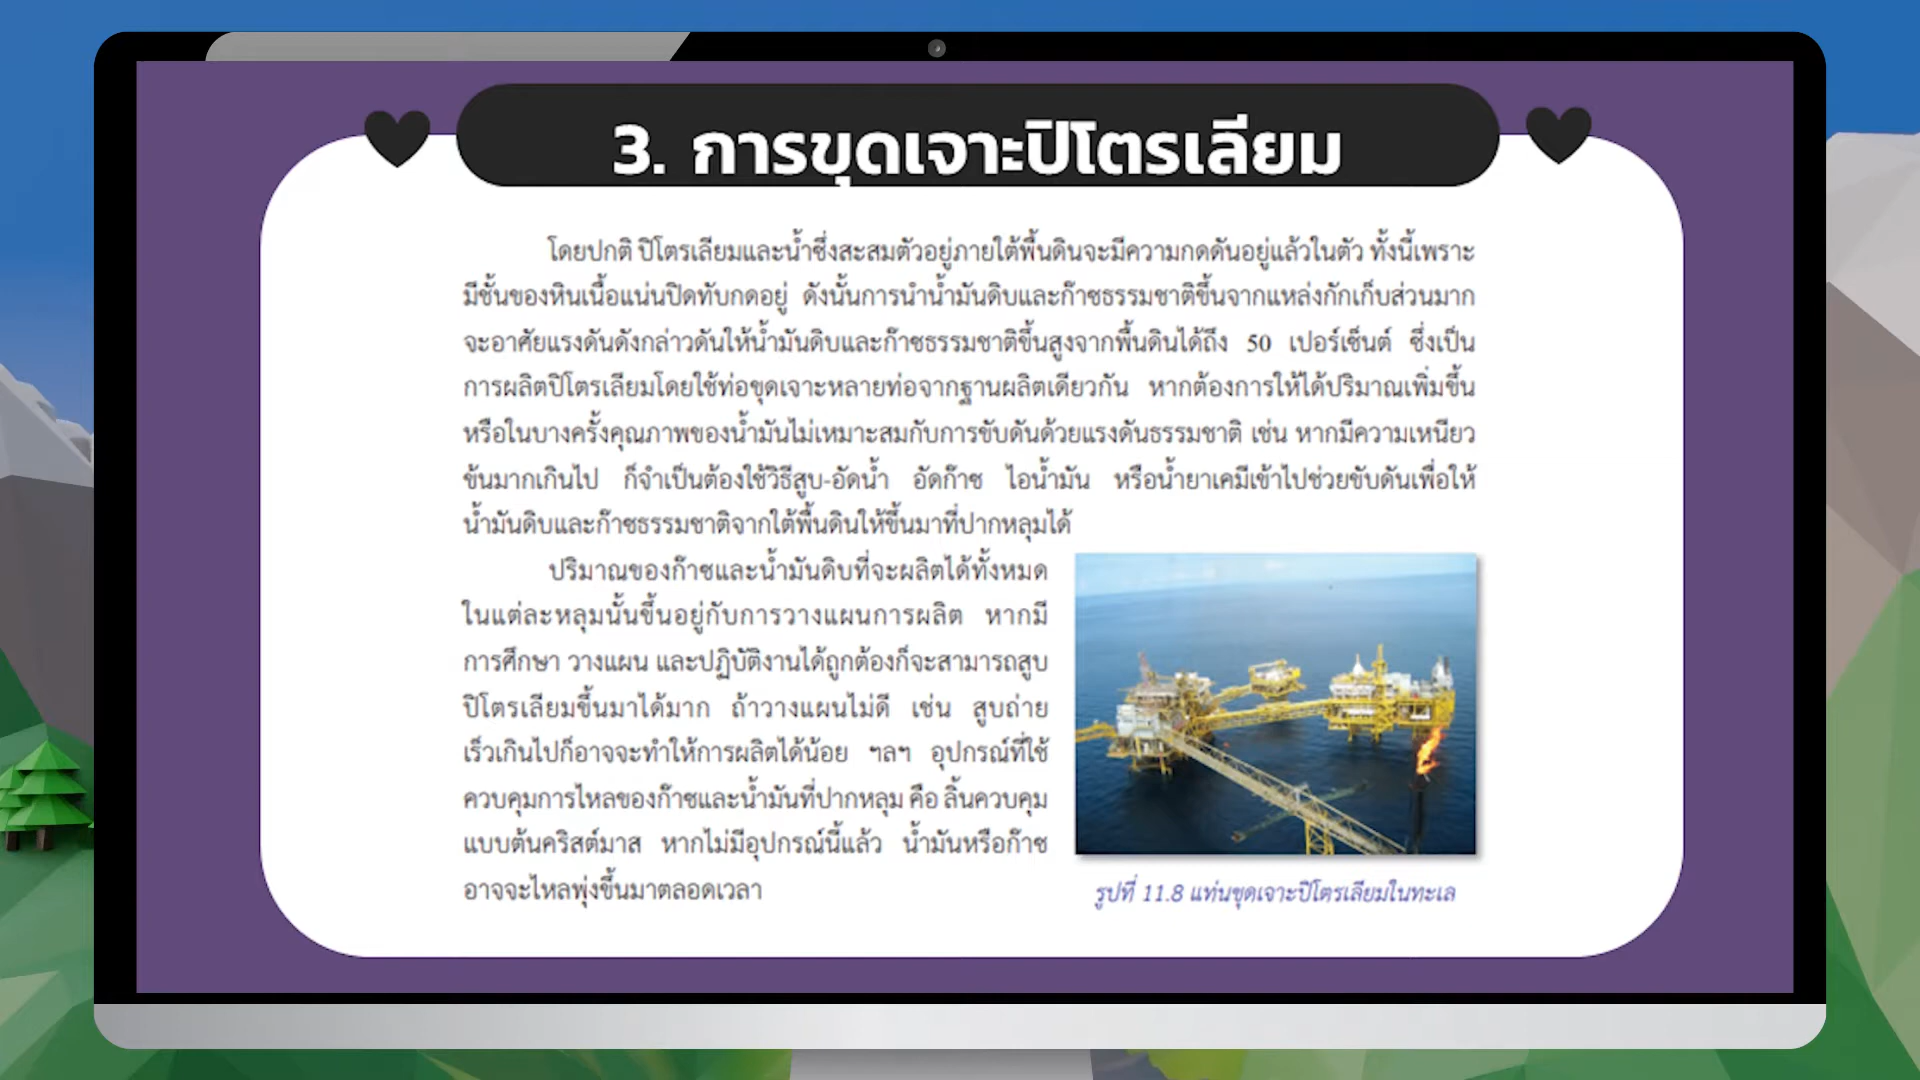 3. การขุดเจาะปิโตรเลียม
โดยปกติ ปิโตรเลียมและน้ำซึ่งสะสมตัวอยู่ภายใต้พื้นดินจะมีความกดดันอยู่แล้วในตัว ทั้งนี้เพราะ
มีชั้นของหินเนื้อแน่นปิดทับกดอยู่ ดังนั้นการนำน้ำมันดิบและก๊าซธรรมชาติขึ้นจากแหล่งกักเก็บส่วนมาก
จะอาศัยแรงดันดังกล่าวดันให้น้ำมันดิบและก๊าซธรรมชาติขึ้นสูงจากพื้นดินได้ถึง 50 เปอร์เซ็นต์ ซึ่งเป็น
การผลิตปิโตรเลียมโดยใช้ท่อขุดเจาะหลายท่อจากฐานผลิตเดียวกัน หากต้องการให้ได้ปริมาณเพิ่มขึ้น
หรือในบางครั้งคุณภาพของน้ำมันไม่เหมาะสมกับการขับดันด้วยแรงดันธรรมชาติ เช่น หากมีความเหนียว
ข้นมากเกินไป ก็จำเป็นต้องใช้วิธีสูบ-อัดน้ำ อัดก๊าซ ไอน้ำมัน หรือน้ำยาเคมีเข้าไปช่วยขับดันเพื่อให้
น้ำมันดิบและก๊าซธรรมชาติจากใต้พื้นดินให้ขึ้นมาที่ปากหลุมได้
ปริมาณของก๊าซและน้ำมันดิบที่จะผลิตได้ทั้งหมด
ในแต่ละหลุมนั้นขึ้นอยู่กับการวางแผนการผลิต หากมี
การศึกษา วางแผน และปฏิบัติงานได้ถูกต้องก็จะสามารถสูบ
ปิโตรเลียมขึ้นมาได้มาก ถ้าวางแผนไม่ดี เช่น สูบถ่าย
เร็วเกินไปก็อาจจะทำให้การผลิตได้น้อย ฯลฯ อุปกรณ์ที่ใช้
ควบคุมการไหลของก๊าซและน้ำมันที่ปากหลุม คือ ลิ้นควบคุม
แบบต้นคริสต์มาส หากไม่มีอุปกรณ์นี้แล้ว น้ำมันหรือก๊าซ
อาจจะไหลพุ่งขึ้นมาตลอดเวลา
รูปที่ 11.8 แท่นขุดเจาะปิโตรเลียมในทะเล